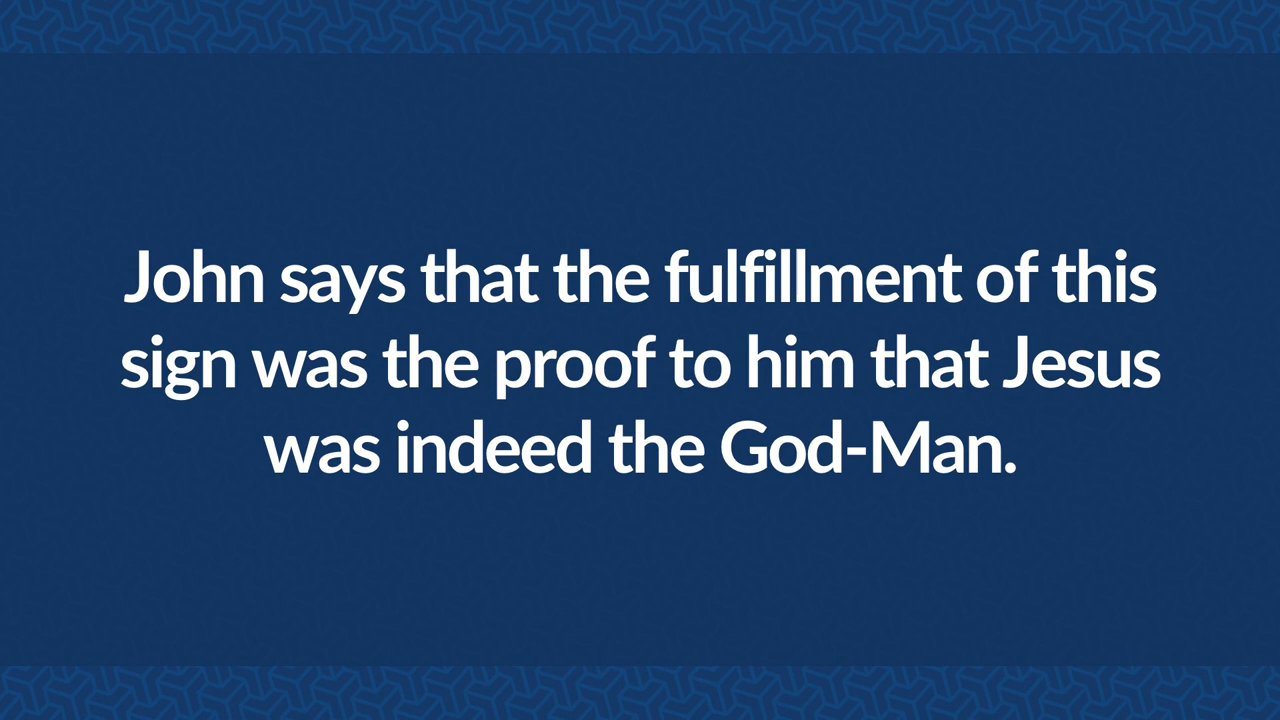 John says that the fulfillment of this
sign was the proof to him that Jesus
was indeed the God-Man.